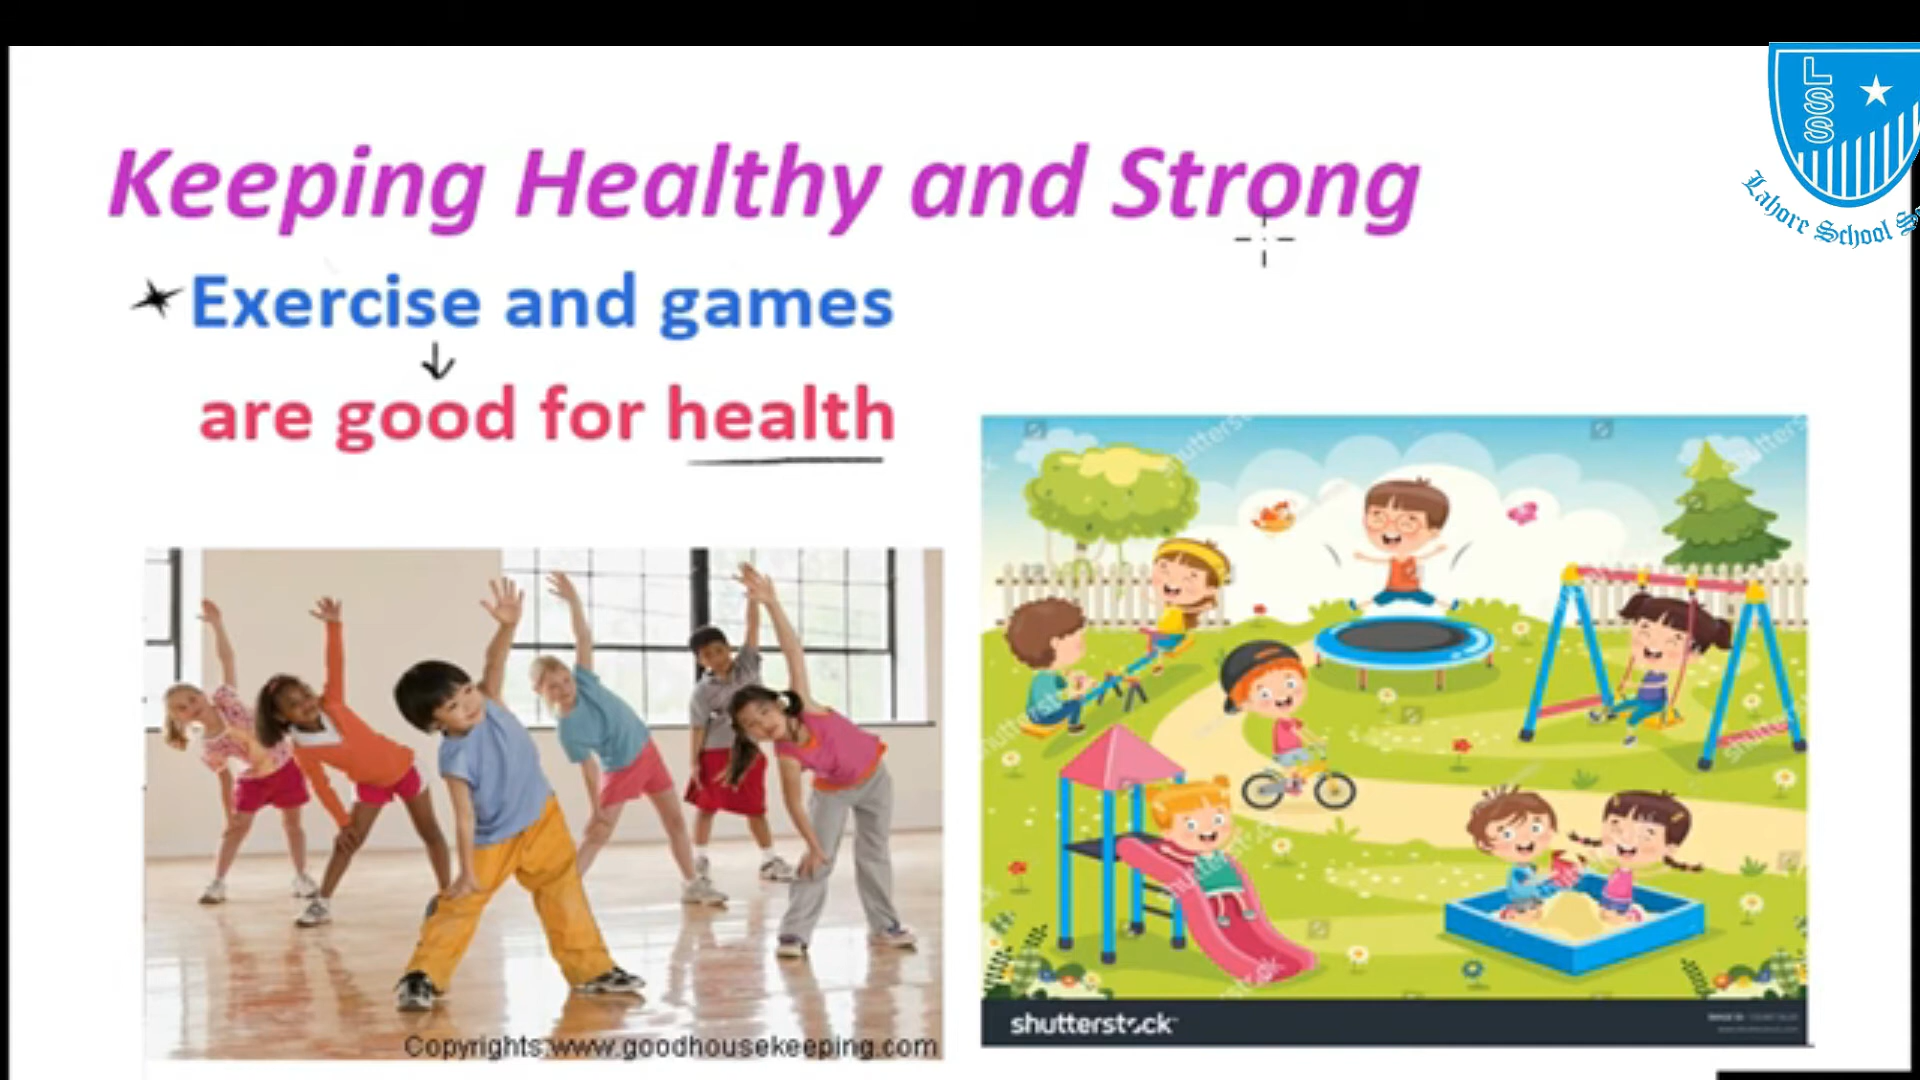 Keeping Healthy and Strong
Exercise and games
are good for health
LSS
Lahore School S
Copyrights:www.goodhousekeeping.com
shutterstock